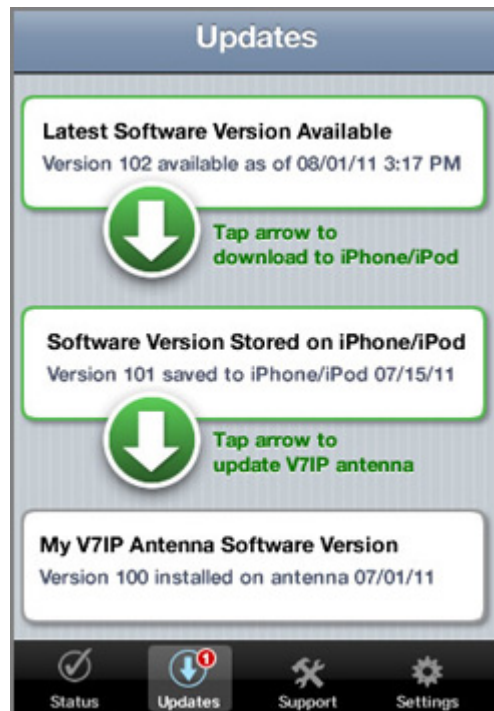 Updates
Latest Software Version Available
Version 102 available as of 08/01/11 3:17 PM
Tap arrow to
download to iPhone/iPod
Software Version Stored on iPhone/iPod
Version 101 saved to iPhone/iPod 07/15/11
Tap arrow to
update V7IP antenna
My V7IP Antenna Software Version
Version 100 installed on antenna 07/01/11
1
Status Updates Support Settings